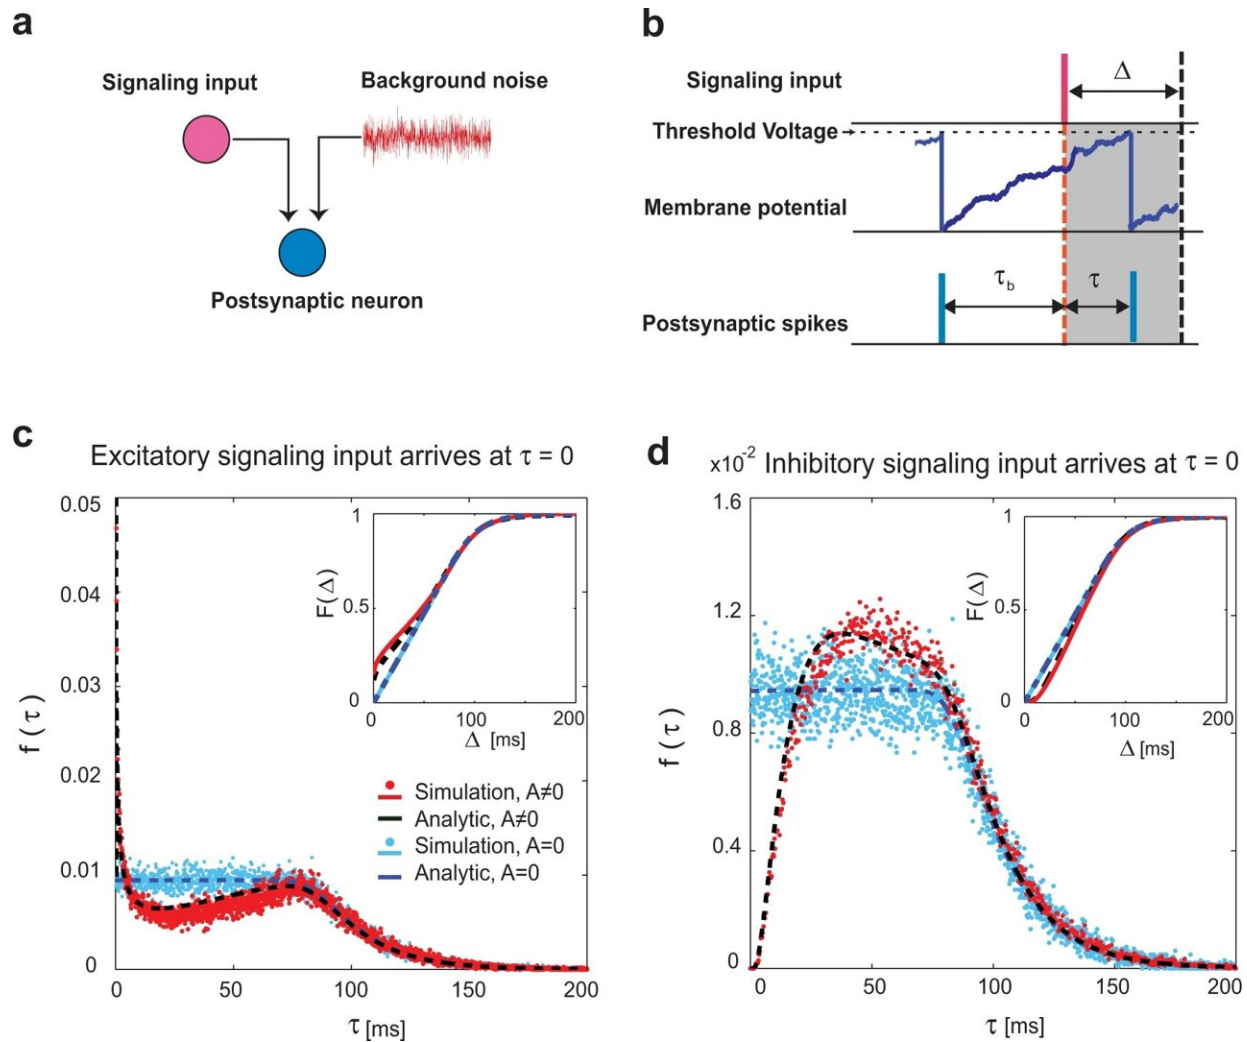 a
Signaling input
Background noise
Postsynaptic neuron
b
Signaling input
Δ
Threshold Voltage
Membrane potential
τb
τ
Postsynaptic spikes
c
Excitatory signaling input arrives at τ = 0
0.05
0.04
0.03
0.02
0.01
0
f(τ)
0
50
100
150
200
τ [ms]
1
0.5
0
F(Δ)
0
100
200
Δ [ms]
Simulation, A≠0
Analytic, A≠0
Simulation, A=0
Analytic, A=0
d
x10-2 Inhibitory signaling input arrives at τ = 0
1.6
1.2
0.8
0.4
0
f(τ)
0
50
100
150
200
τ [ms]
1
0.5
0
F(Δ)
0
100
200
Δ [ms]